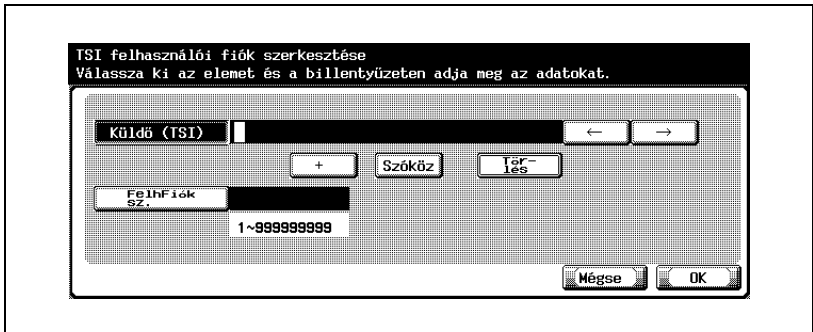 TSI felhasználói fiók szerkesztése
Válassza ki az elemet és a billentyűzeten adja meg az adatokat.
Küldő (TSI) ← →
+ Szóköz Tör-
lés
FelhFiók
sz.
1~999999999
Mégse OK